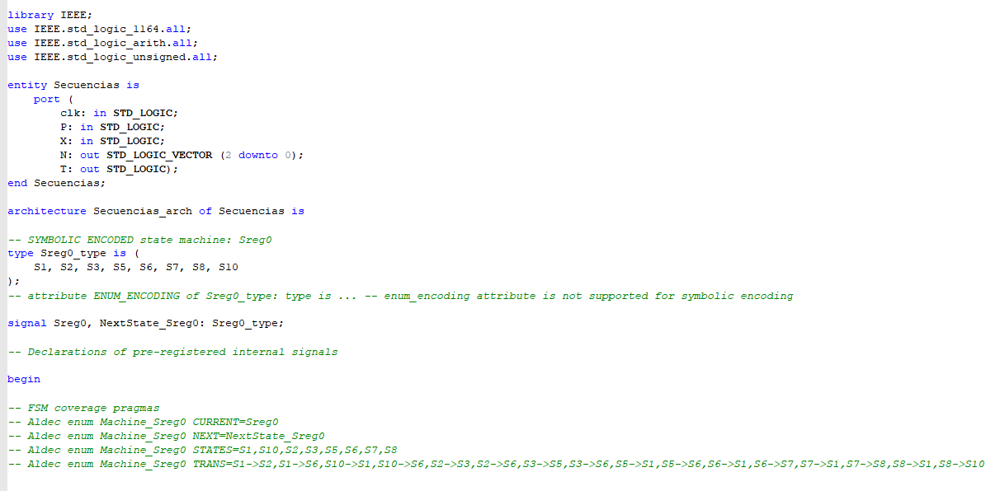 library IEEE;
use IEEE.std_logic_1164.all;
use IEEE.std_logic_arith.all;
use IEEE.std_logic_unsigned.all;
entity Secuencias is
port (
clk: in STD_LOGIC;
P: in STD_LOGIC;
X: in STD_LOGIC;
N: out STD_LOGIC_VECTOR (2 downto 0);
T: out STD_LOGIC);
end Secuencias;
architecture Secuencias_arch of Secuencias is
-- SYMBOLIC ENCODED state machine: Sreg0
type Sreg0_type is (
S1, S2, S3, S5, S6, S7, S8, S10
);
-- attribute ENUM_ENCODING of Sreg0_type: type is ... -- enum_encoding attribute is not supported for symbolic encoding
signal Sreg0, NextState_Sreg0: Sreg0_type;
-- Declarations of pre-registered internal signals
begin
-- FSM coverage pragmas
-- Aldec enum Machine_Sreg0 CURRENT=Sreg0
-- Aldec enum Machine_Sreg0 NEXT=NextState_Sreg0
-- Aldec enum Machine_Sreg0 STATES=S1,S10,S2,S3,S5,S6,S7,S8
-- Aldec enum Machine_Sreg0 TRANS=S1->S2,S1->S6,S10->S1,S10->S6,S2->S3,S2->S6,S3->S5,S3->S6,S5->S1,S5->S6,S6->S1,S6->S7,S7->S1,S7->S8,S8->S1,S8->S10